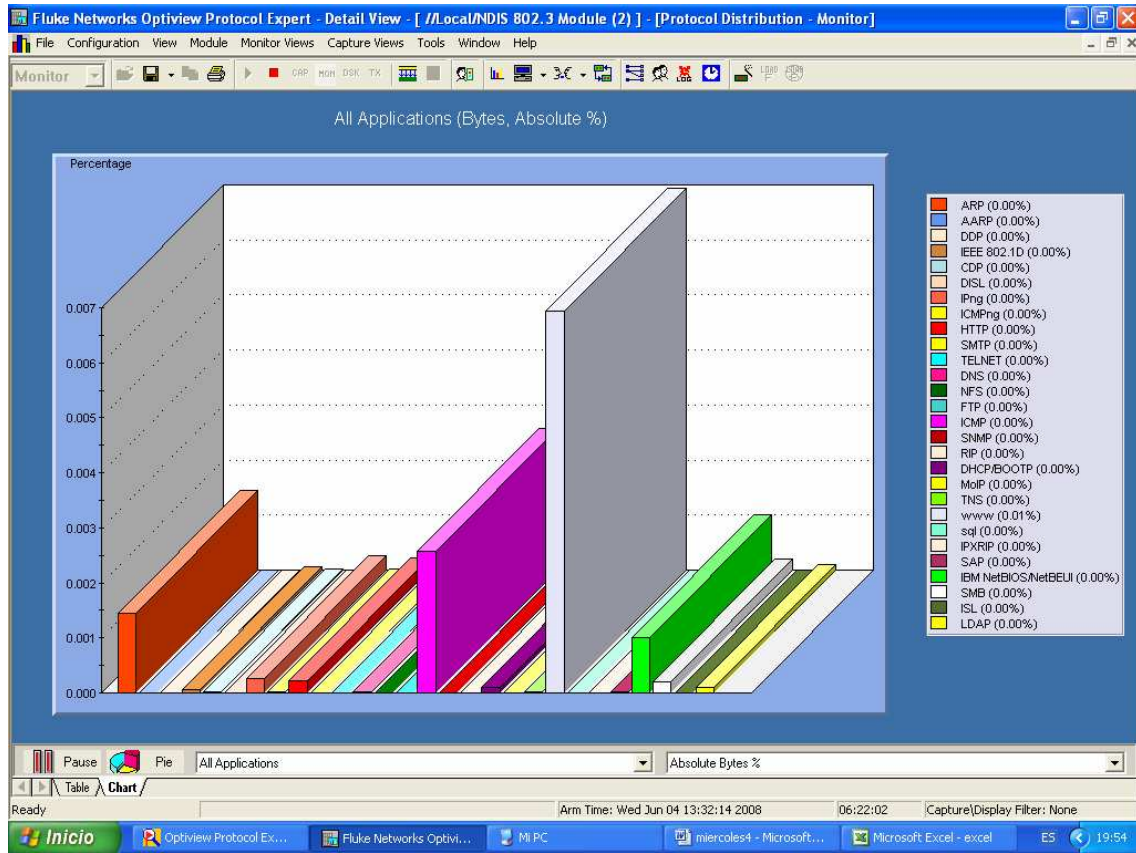 Fluke Networks Optiview Protocol Expert - Detail View - [ //Local/NDIS 802.3 Module (2) ] - [Protocol Distribution - Monitor]
File Configuration View Module Monitor Views Capture Views Tools Window Help
Monitor CAP MON DSK TX LOAD
All Applications (Bytes, Absolute %)
Percentage
0.007
0.006
0.005
0.004
0.003
0.002
0.001
0.000
ARP (0.00%)
AARP (0.00%)
DDP (0.00%)
IEEE 802.1D (0.00%)
CDP (0.00%)
DISL (0.00%)
IPng (0.00%)
ICMPng (0.00%)
HTTP (0.00%)
SMTP (0.00%)
TELNET (0.00%)
DNS (0.00%)
NFS (0.00%)
FTP (0.00%)
ICMP (0.00%)
SNMP (0.00%)
RIP (0.00%)
DHCP/BOOTP (0.00%)
MoIP (0.00%)
TNS (0.00%)
www (0.01%)
sql (0.00%)
IPXRIP (0.00%)
SAP (0.00%)
IBM NetBIOS/NetBEUI (0.00%)
SMB (0.00%)
ISL (0.00%)
LDAP (0.00%)
Pause Pie All Applications Absolute Bytes %
Table Chart
Ready Arm Time: Wed Jun 04 13:32:14 2008 06:22:02 Capture\Display Filter: None
Inicio Optiview Protocol Ex... Fluke Networks Optivi... Mi PC miercoles4 - Microsoft... Microsoft Excel - excel ES 19:54